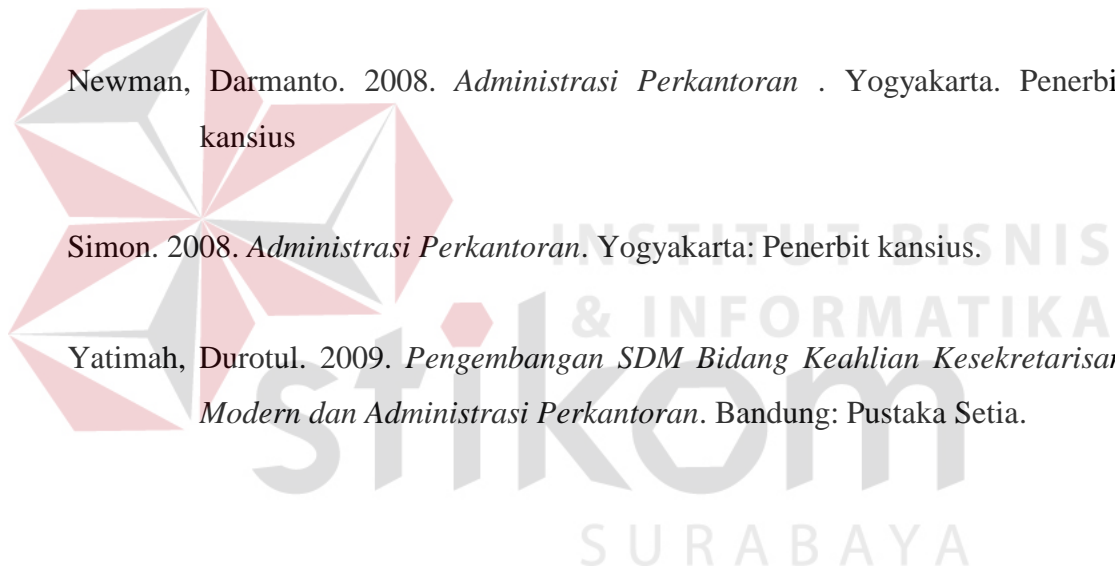 Newman, Darmanto. 2008. Administrasi Perkantoran . Yogyakarta. Penerbi
kansius
Simon. 2008. Administrasi Perkantoran. Yogyakarta: Penerbit kansius.
INSTITUT BISNIS
& INFORMATIKA
Yatimah, Durotul. 2009. Pengembangan SDM Bidang Keahlian Kesekretarisan
Modern dan Administrasi Perkantoran. Bandung: Pustaka Setia.
stikom
SURABAYA